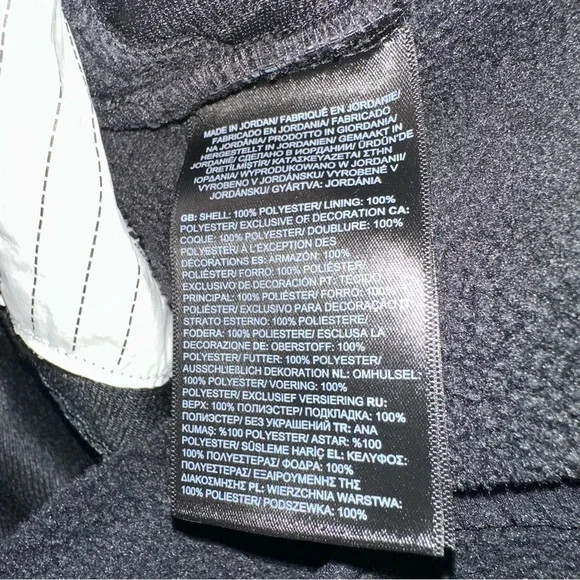 MADE IN JORDAN/ FABRIQUÉ EN JORDANIE/
FABRICADO EN JORDANIA/ FABRICADO
NA JORDÂNIA/ PRODOTTO IN GIORDANIA/
HERGESTELLT IN JORDANIEN/ GEMAAKT IN
JORDANIË/ СДЕЛАНО В ИОРДАНИИ/ ÜRDÜN'DE
ÜRETİLMİŞTİR/ ΚΑΤΑΣΚΕΥΑΖΕΤΑΙ ΣΤΗΝ
ΙΟΡΔΑΝΙΑ/ WYPRODUKOWANO W JORDANII/
VYROBENO V JORDÁNSKU/ VYROBENÉ V
JORDÁNSKU/ GYÁRTVA: JORDÁNIA
GB: SHELL: 100% POLYESTER/ LINING: 100%
POLYESTER/ EXCLUSIVE OF DECORATION CA:
COQUE: 100% POLYESTER/ DOUBLURE: 100%
POLYESTER/ À L'EXCEPTION DES
DÉCORATIONS ES: ARMAZÓN: 100%
POLIÉSTER/ FORRO: 100% POLIÉSTER/
EXCLUSIVO DE DECORACIÓN PT: TECIDO
PRINCIPAL: 100% POLIÉSTER/ FORRO: 100%
POLIÉSTER/ EXCLUSIVO PARA DECORAÇÃO IT:
STRATO ESTERNO: 100% POLIESTERE/
FODERA: 100% POLIESTERE/ ESCLUSA LA
DECORAZIONE DE: OBERSTOFF: 100%
POLYESTER/ FUTTER: 100% POLYESTER/
AUSSCHLIEßLICH DEKORATION NL: OMHULSEL:
100% POLYESTER/ VOERING: 100%
POLYESTER/ EXCLUSIEF VERSIERING RU:
ВЕРХ: 100% ПОЛИЭСТЕР/ ПОДКЛАДКА: 100%
ПОЛИЭСТЕР/ БЕЗ УКРАШЕНИЙ TR: ANA
KUMAŞ: %100 POLYESTER/ ASTAR: %100
POLYESTER/ SÜSLEME HARİÇ EL: ΚΕΛΥΦΟΣ:
100% ΠΟΛΥΕΣΤΕΡΑΣ/ ΦΟΔΡΑ: 100%
ΠΟΛΥΕΣΤΕΡΑΣ/ ΕΞΑΙΡΟΥΜΕΝΗΣ ΤΗΣ
ΔΙΑΚΟΣΜΗΣΗΣ PL: WIERZCHNIA WARSTWA:
100% POLIESTER/ PODSZEWKA: 100%